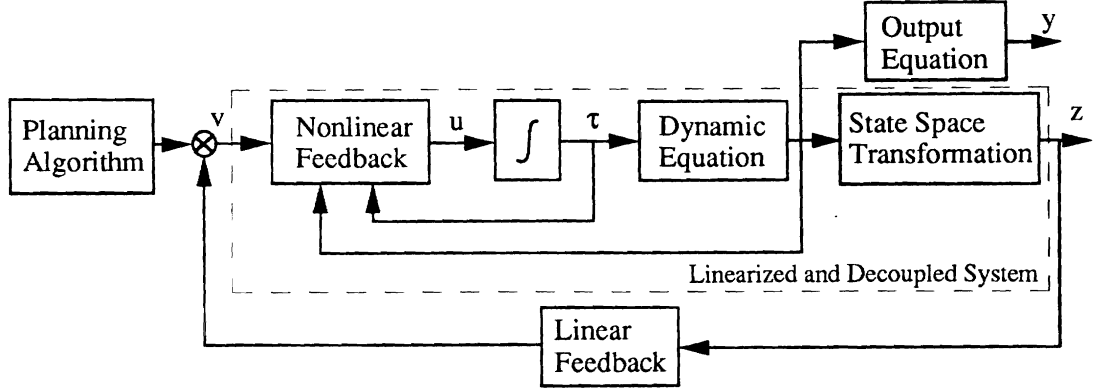 Output
Equation
y
Planning
Algorithm
v
Nonlinear
Feedback
u
∫
τ
Dynamic
Equation
State Space
Transformation
z
Linearized and Decoupled System
Linear
Feedback